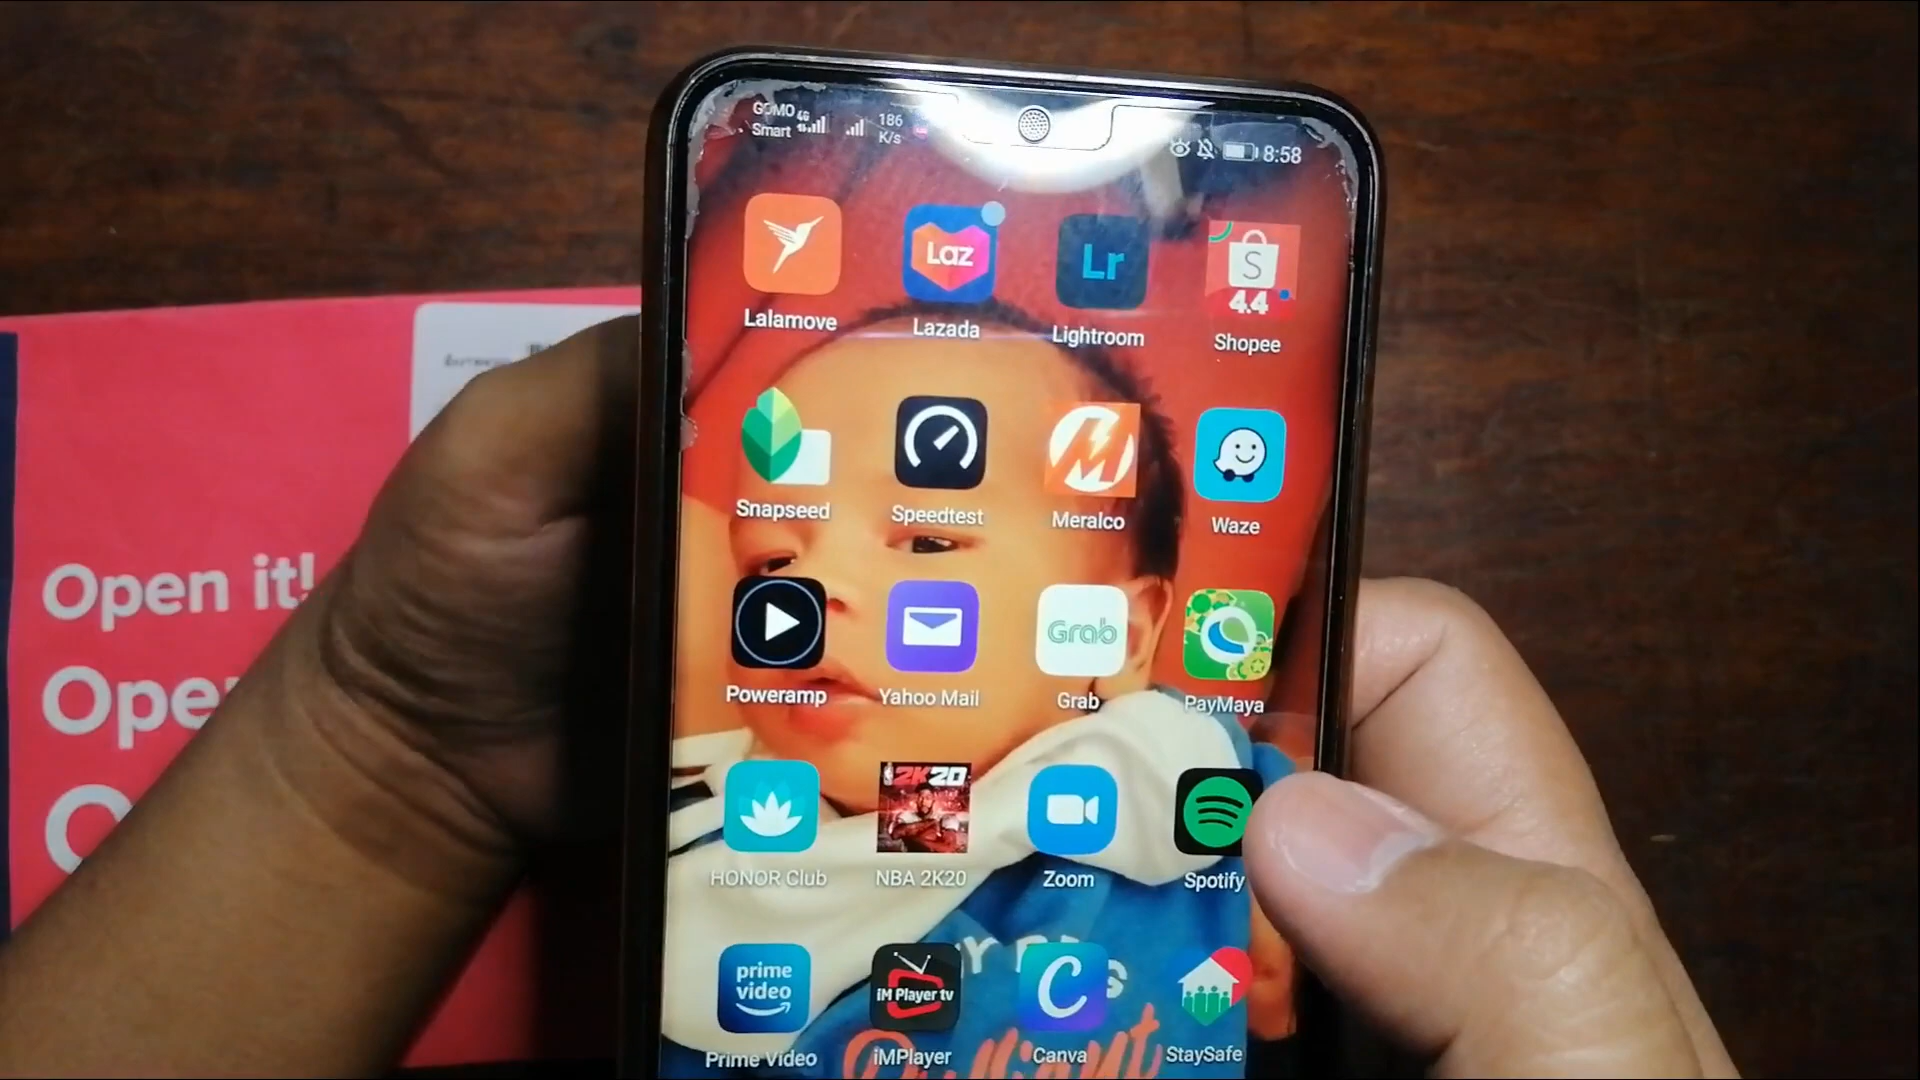 GOMO 4G
Smart
186
K/s
8:58
Laz
Lr
S
4.4
Lalamove
Lazada
Lightroom
Shopee
Snapseed
Speedtest
Meralco
Waze
Grab
Poweramp
Yahoo Mail
Grab
PayMaya
2K20
HONOR Club
NBA 2K20
Zoom
Spotify
prime
video
iM Player tv
C
Prime Video
iMPlayer
Canva
StaySafe
Open it!
Ope
O